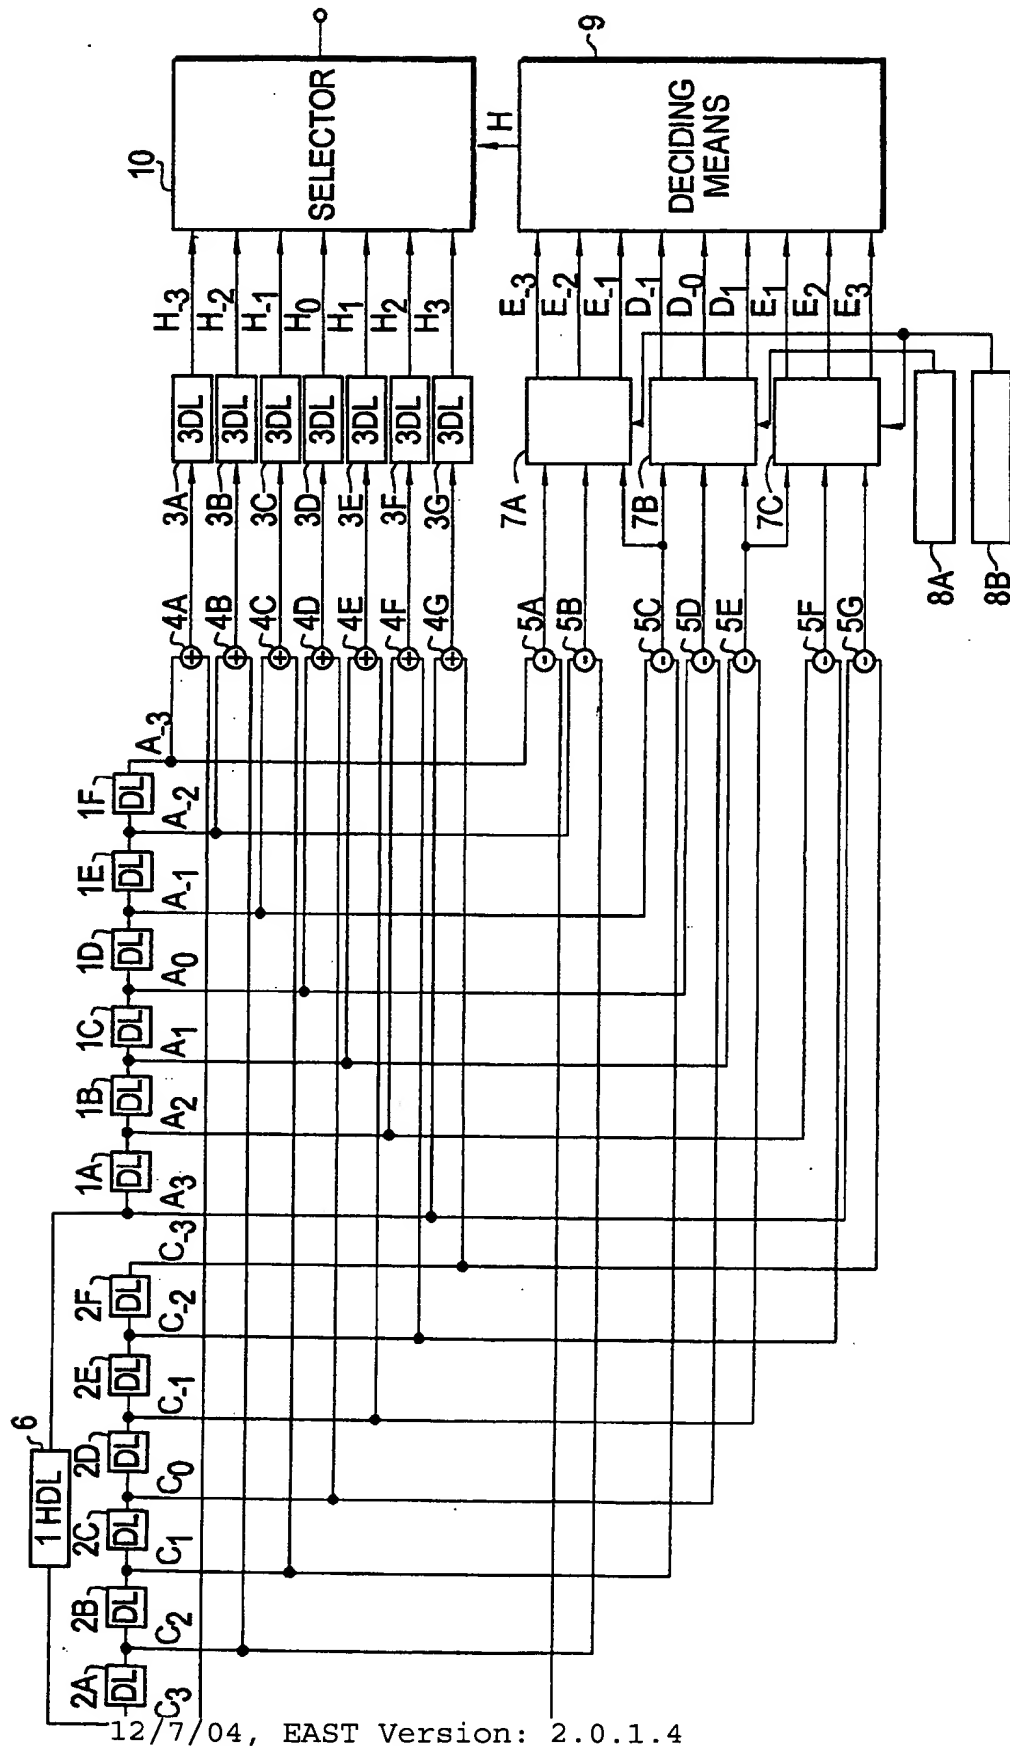 6
1 HDL
2A
2B
2C
2D
2E
2F
1A
1B
1C
1D
1E
1F
DL
DL
DL
DL
DL
DL
DL
DL
DL
DL
DL
DL
C3
C2
C1
C0
C-1
C-2
C-3
A3
A2
A1
A0
A-1
A-2
A-3
4A
4B
4C
4D
4E
4F
4G
+
+
+
+
+
+
+
3A
3B
3C
3D
3E
3F
3G
3DL
3DL
3DL
3DL
3DL
3DL
3DL
H-3
H-2
H-1
H0
H1
H2
H3
10
SELECTOR
H
5A
5B
5C
5D
5E
5F
5G
-
-
-
-
-
-
-
7A
7B
7C
8A
8B
E-3
E-2
E-1
D-1
D-0
D1
E1
E2
E3
9
DECIDING
MEANS
12/7/04, EAST Version: 2.0.1.4